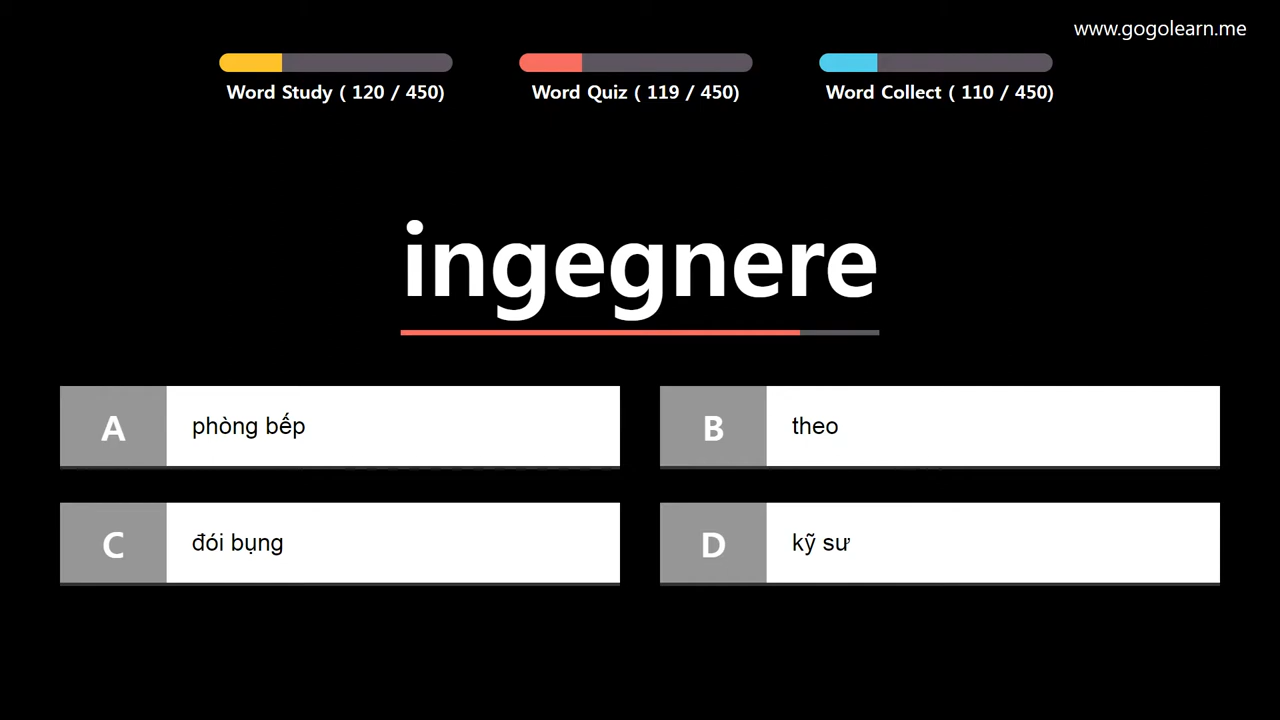 www.gogolearn.me
Word Study ( 120 / 450)
Word Quiz ( 119 / 450)
Word Collect ( 110 / 450)
ingegnere
A phòng bếp
B theo
C đói bụng
D kỹ sư